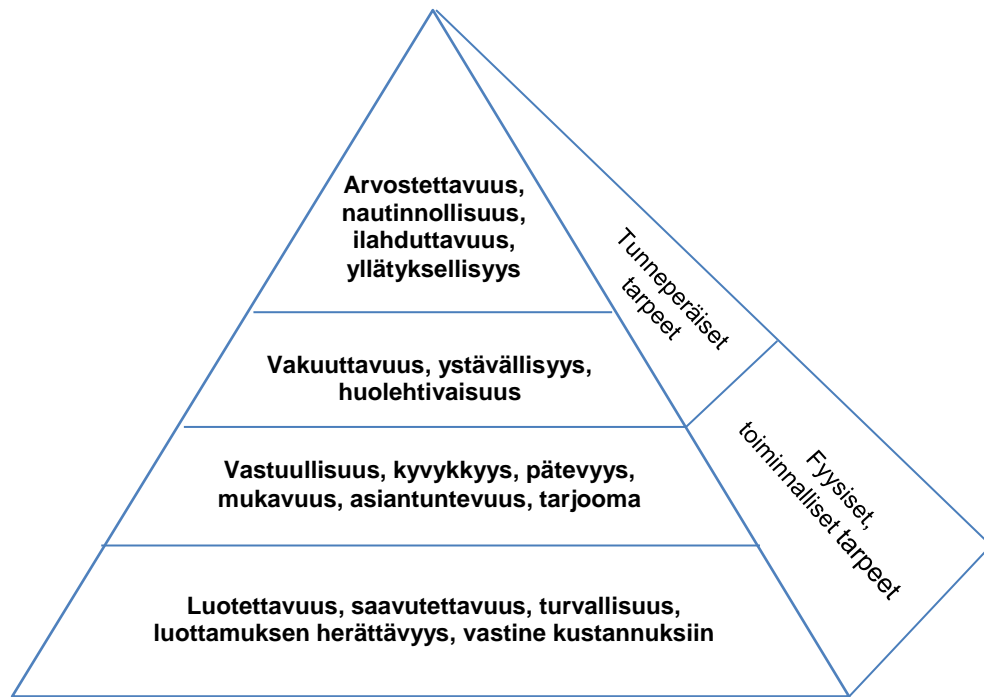 Arvostettavuus,
nautinnollisuus,
ilahduttavuus,
yllätyksellisyys
Tunneperäiset
tarpeet
Vakuuttavuus, ystävällisyys,
huolehtivaisuus
Vastuullisuus, kyvykkyys, pätevyys,
mukavuus, asiantuntevuus, tarjooma
Fyysiset,
toiminnalliset tarpeet
Luotettavuus, saavutettavuus, turvallisuus,
luottamuksen herättävyys, vastine kustannuksiin